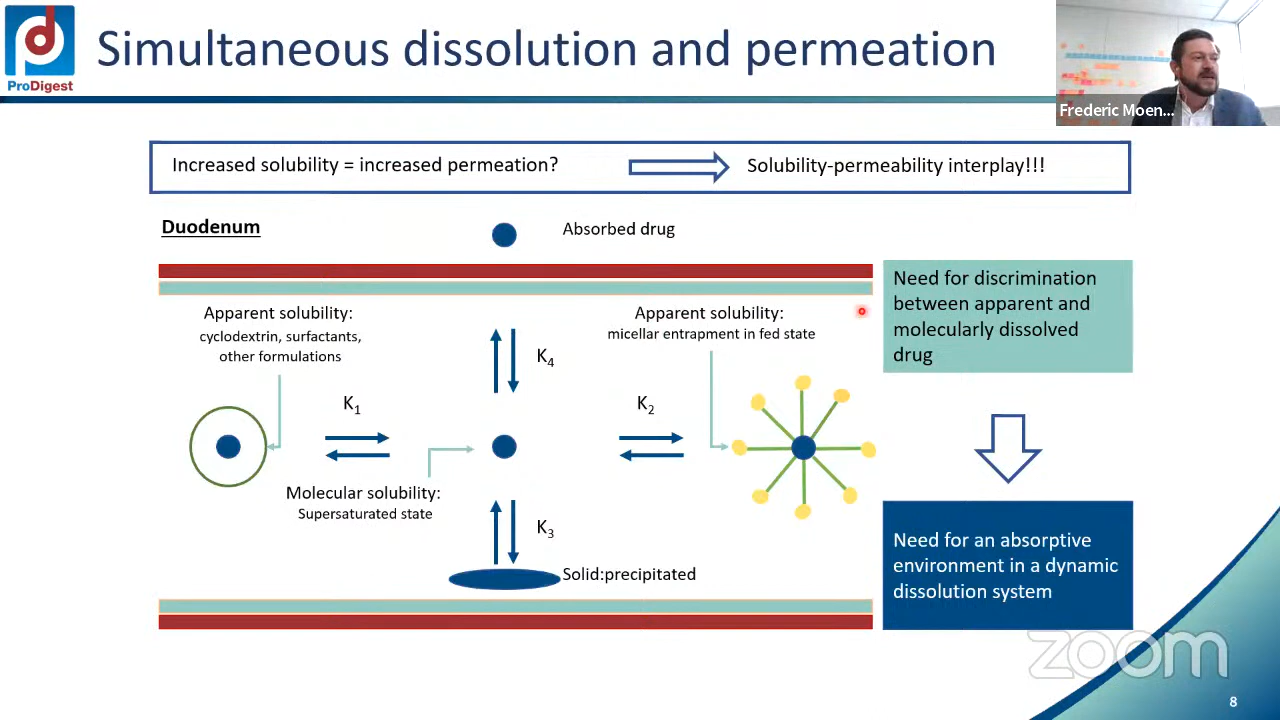 ProDigest
Simultaneous dissolution and permeation
Frederic Moen...
Increased solubility = increased permeation?
Solubility-permeability interplay!!!
Duodenum
Absorbed drug
Apparent solubility:
cyclodextrin, surfactants,
other formulations
Apparent solubility:
micellar entrapment in fed state
K4
K1
K2
Molecular solubility:
Supersaturated state
K3
Solid:precipitated
Need for discrimination
between apparent and
molecularly dissolved
drug
Need for an absorptive
environment in a dynamic
dissolution system
zoom
8